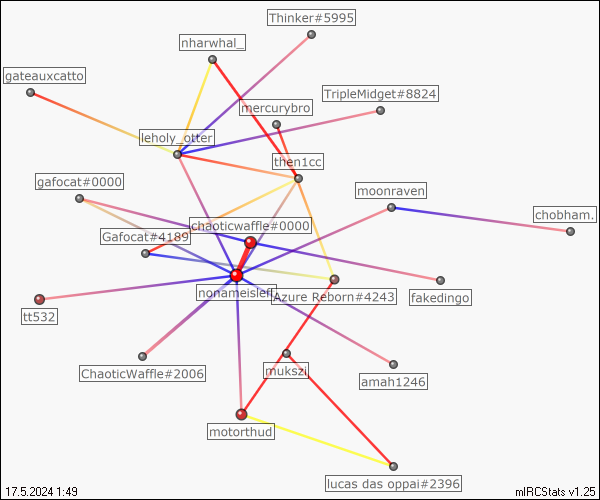 Thinker#5995
nharwhal_
gateauxcatto
TripleMidget#8824
mercurybro
leholy_otter
then1cc
gafocat#0000
moonraven
chobham.
chaoticwaffle#0000
Gafocat#4189
nonameisleft
Azure Reborn#4243
fakedingo
tt532
ChaoticWaffle#2006
mukszi
amah1246
motorthud
lucas das oppai#2396
17.5.2024 1:49
mIRCStats v1.25